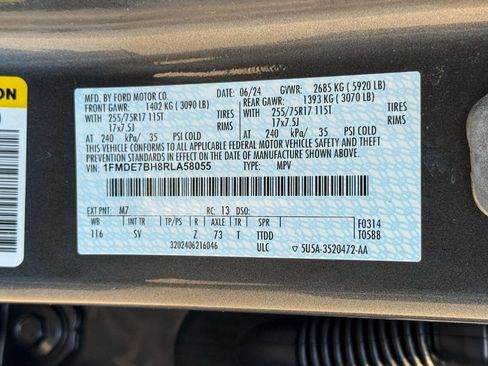 ON
MFD. BY FORD MOTOR CO. DATE: 06/24 GVWR: 2685 KG ( 5920 LB)
FRONT GAWR: 1402 KG ( 3090 LB) REAR GAWR: 1393 KG ( 3070 LB)
WITH 255/75R17 115T TIRES WITH 255/75R17 115T TIRES
17x7.5J RIMS 17x7.5J RIMS
AT 240 kPa/ 35 PSI COLD AT 240 kPa/ 35 PSI COLD
THIS VEHICLE CONFORMS TO ALL APPLICABLE FEDERAL MOTOR VEHICLE SAFETY AND THEFT PREVENTION STANDARDS IN EFFECT ON THE DATE OF MANUFACTURE SHOWN ABOVE.
VIN: 1FMDE7BH8RLA58055 TYPE: MPV
EXT PNT: M7 RC: 13 DSO: F0314
WB INT TR TP/PS R AXLE TR SPR T0588
116 SV Z 73 T TTDD
3202406216046 ULC 5U5A-3520472-AA